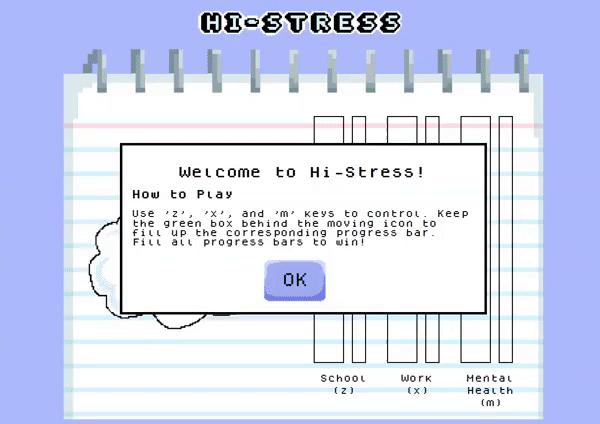 HI-STRESS
Welcome to Hi-Stress!
How to Play
Use 'z', 'x', and 'm' keys to control. Keep
the green box behind the moving icon to
fill up the corresponding progress bar.
Fill all progress bars to win!
OK
School Work Mental
(z) (x) Health
(m)